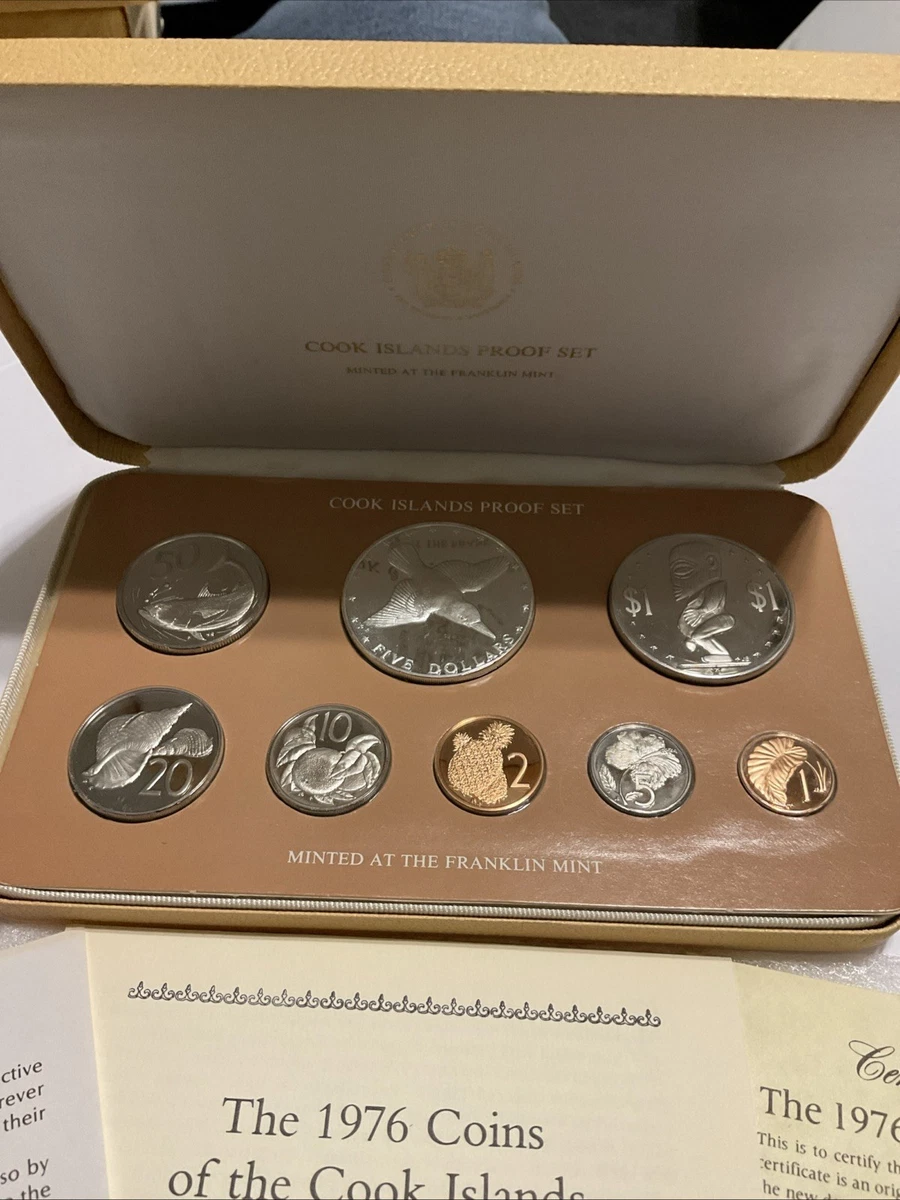 COOK ISLANDS PROOF SET
MINTED AT THE FRANKLIN MINT
COOK ISLANDS PROOF SET
50
FIVE DOLLARS
$1 $1
20
10
2
5
1
MINTED AT THE FRANKLIN MINT
ctive
rever
their
so by
the
The 1976 Coins
of the Cook Islands
The 1976
This is to certify th
certificate is an ori
he new